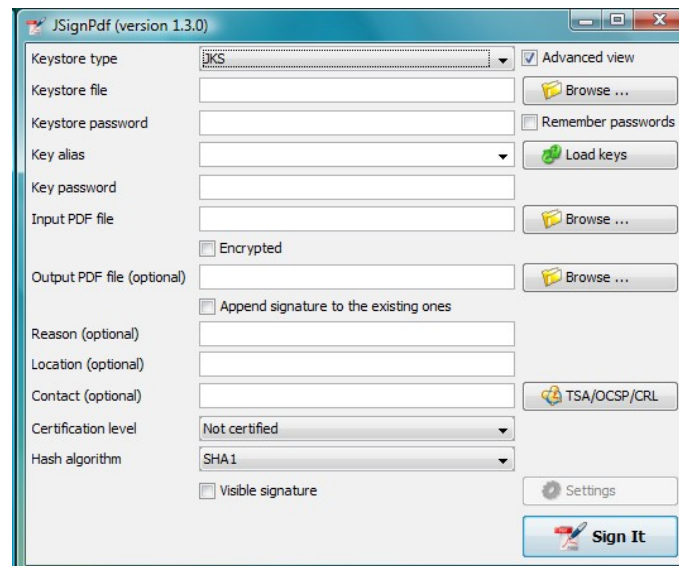 JSignPdf (version 1.3.0)
Keystore type JKS Advanced view
Keystore file Browse ...
Keystore password Remember passwords
Key alias Load keys
Key password
Input PDF file Browse ...
Encrypted
Output PDF file (optional) Browse ...
Append signature to the existing ones
Reason (optional)
Location (optional)
Contact (optional) TSA/OCSP/CRL
Certification level Not certified
Hash algorithm SHA1
Visible signature Settings
Sign It